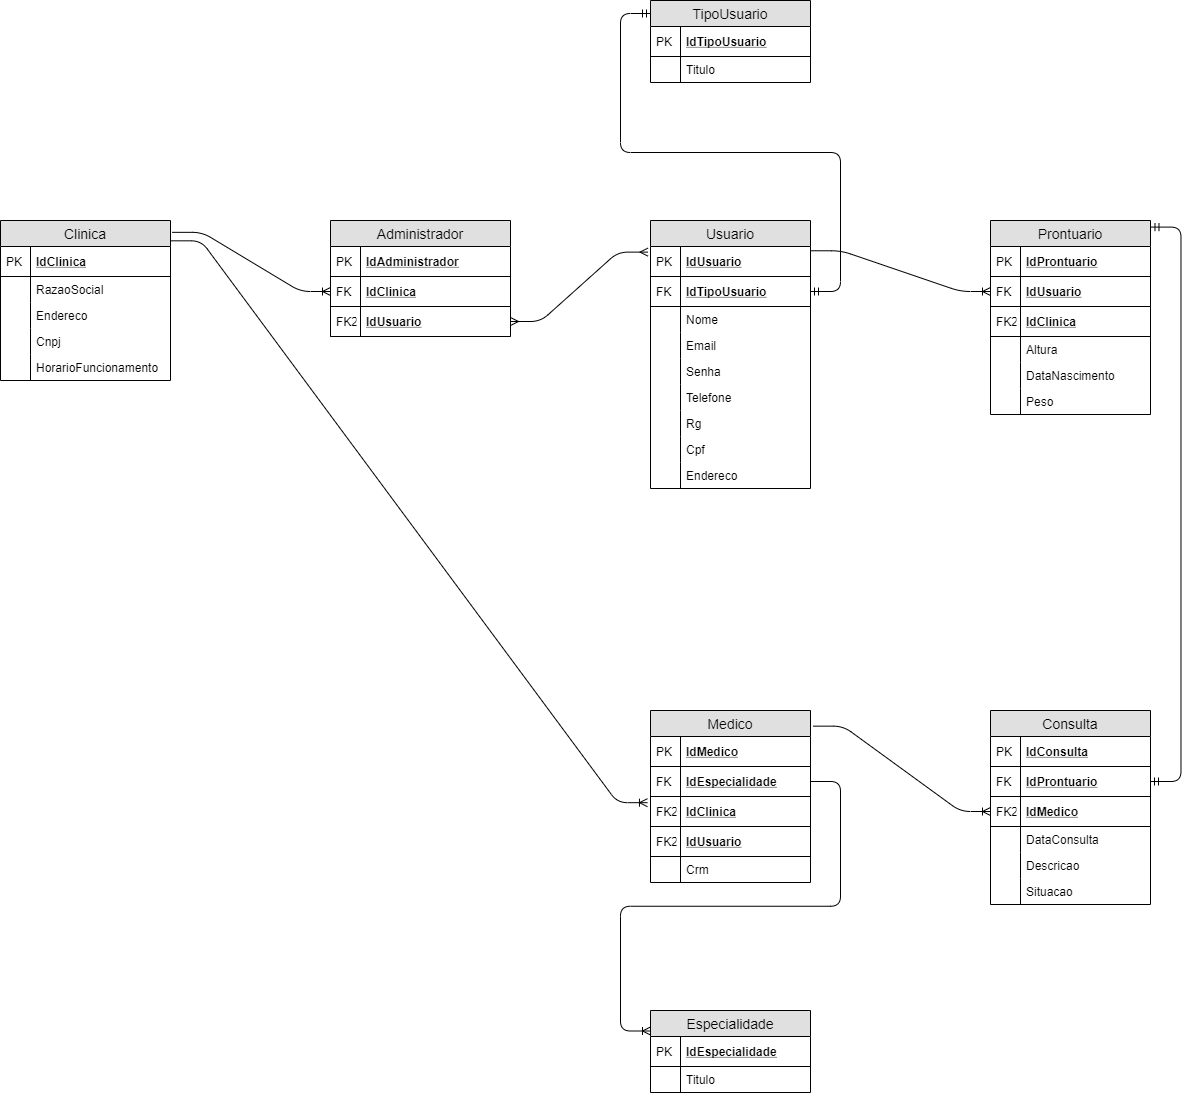 TipoUsuario
PK IdTipoUsuario
Titulo
Clinica
PK IdClinica
RazaoSocial
Endereco
Cnpj
HorarioFuncionamento
Administrador
PK IdAdministrador
FK IdClinica
FK2 IdUsuario
Usuario
PK IdUsuario
FK IdTipoUsuario
Nome
Email
Senha
Telefone
Rg
Cpf
Endereco
Prontuario
PK IdProntuario
FK IdUsuario
FK2 IdClinica
Altura
DataNascimento
Peso
Medico
PK IdMedico
FK IdEspecialidade
FK2 IdClinica
FK2 IdUsuario
Crm
Consulta
PK IdConsulta
FK IdProntuario
FK2 IdMedico
DataConsulta
Descricao
Situacao
Especialidade
PK IdEspecialidade
Titulo